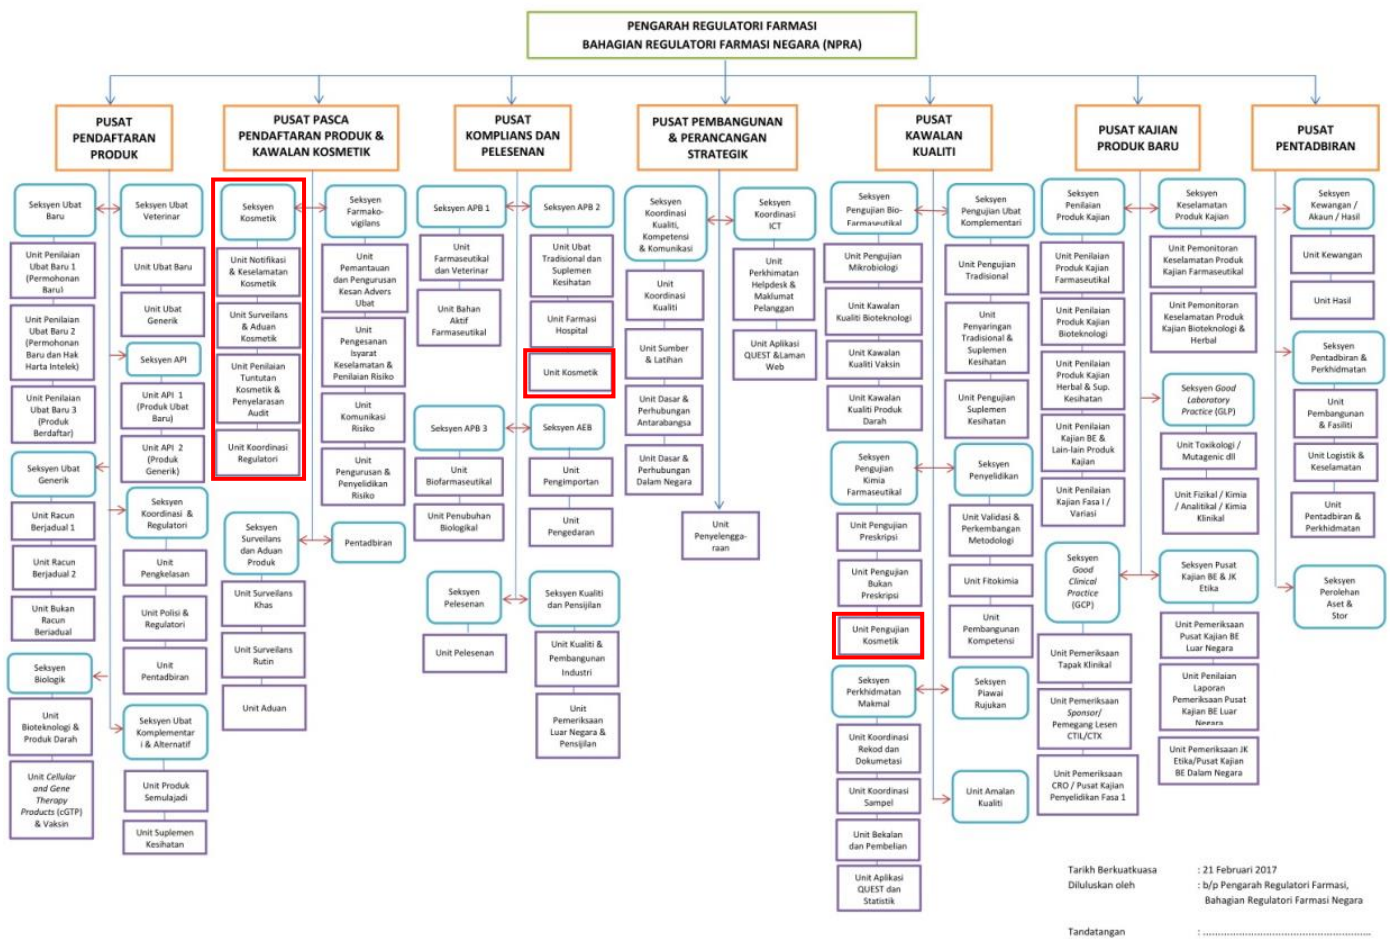 PENGARAH REGULATORI FARMASI
BAHAGIAN REGULATORI FARMASI NEGARA (NPRA)
PUSAT
PENDAFTARAN
PRODUK
Seksyen Ubat
Baru
Unit Penilaian
Ubat Baru 1
(Permohonan
Baru)
Unit Penilaian
Ubat Baru 2
(Permohonan
Baru dan Hak
Harta Intelek)
Unit Penilaian
Ubat Baru 3
(Produk
Berdaftar)
Seksyen Ubat
Generik
Unit Racun
Berjadual 1
Unit Racun
Berjadual 2
Unit Bukan
Racun
Berjadual
Seksyen
Biologik
Unit
Bioteknologi &
Produk Darah
Unit Cellular
and Gene
Therapy
Products (cGTP)
& Vaksin
Seksyen Ubat
Veterinar
Unit Ubat Baru
Unit Ubat
Generik
Seksyen API
Unit API 1
(Produk Ubat
Baru)
Unit API 2
(Produk
Generik)
Seksyen
Koordinasi &
Regulatori
Unit
Pengkelasan
Unit Polisi &
Regulatori
Unit
Pentadbiran
Seksyen Ubat
Komplementar
i & Alternatif
Unit Produk
Semulajadi
Unit Suplemen
Kesihatan
PUSAT PASCA
PENDAFTARAN PRODUK &
KAWALAN KOSMETIK
Seksyen
Kosmetik
Unit Notifikasi
& Keselamatan
Kosmetik
Unit Surveilans
& Aduan
Kosmetik
Unit Penilaian
Tuntutan
Kosmetik &
Penyelarasan
Audit
Unit Koordinasi
Regulatori
Seksyen
Farmako-
vigilans
Unit
Pemantauan
dan Pengurusan
Kesan Advers
Ubat
Unit
Pengesanan
Isyarat
Keselamatan &
Penilaian Risiko
Unit
Komunikasi
Risiko
Unit
Pengurusan &
Penyelidikan
Risiko
Seksyen
Surveilans
dan Aduan
Produk
Unit Surveilans
Khas
Unit Surveilans
Rutin
Unit Aduan
Pentadbiran
PUSAT
KOMPLIANS DAN
PELESENAN
Seksyen APB 1
Unit
Farmaseutikal
dan Veterinar
Unit Bahan
Aktif
Farmaseutikal
Seksyen APB 2
Unit Ubat
Tradisional dan
Suplemen
Kesihatan
Unit Farmasi
Hospital
Unit Kosmetik
Seksyen APB 3
Unit
Biofarmaseutikal
Unit Penubuhan
Biologikal
Seksyen AEB
Unit
Pengimportan
Unit
Pengedaran
Seksyen
Pelesenan
Unit Pelesenan
Seksyen Kualiti
dan Pensijilan
Unit Kualiti &
Pembangunan
Industri
Unit
Pemeriksaan
Luar Negara &
Pensijilan
PUSAT PEMBANGUNAN
& PERANCANGAN
STRATEGIK
Seksyen
Koordinasi
Kualiti,
Kompetensi
& Komunikasi
Unit
Koordinasi
Kualiti
Unit Sumber
& Latihan
Unit Dasar &
Perhubungan
Antarabangsa
Unit Dasar &
Perhubungan
Dalam Negara
Seksyen
Koordinasi
ICT
Unit
Perkhimatan
Helpdesk &
Maklumat
Pelanggan
Unit Aplikasi
QUEST &Laman
Web
Unit
Penyelengga-
raan
PUSAT
KAWALAN
KUALITI
Seksyen
Pengujian Bio-
Farmaseutikal
Unit Pengujian
Mikrobiologi
Unit Kawalan
Kualiti Bioteknologi
Unit Kawalan
Kualiti Vaksin
Unit Kawalan
Kualiti Produk
Darah
Seksyen
Pengujian Ubat
Komplementari
Unit Pengujian
Tradisional
Unit
Penyaringan
Tradisional &
Suplemen
Kesihatan
Unit Pengujian
Suplemen
Kesihatan
Seksyen
Pengujian
Kimia
Farmaseutikal
Unit Pengujian
Preskripsi
Unit Pengujian
Bukan
Preskripsi
Unit Pengujian
Kosmetik
Seksyen
Penyelidikan
Unit Validasi &
Perkembangan
Metodologi
Unit Fitokimia
Unit
Pembangunan
Kompetensi
Seksyen
Perkhidmatan
Makmal
Unit Koordinasi
Rekod dan
Dokumetasi
Unit Koordinasi
Sampel
Unit Bekalan
dan Pembelian
Unit Aplikasi
QUEST dan
Statistik
Seksyen
Piawai
Rujukan
Unit Amalan
Kualiti
PUSAT KAJIAN
PRODUK BARU
Seksyen
Penilaian
Produk Kajian
Unit Penilaian
Produk Kajian
Farmaseutikal
Unit Penilaian
Produk Kajian
Bioteknologi
Unit Penilaian
Produk Kajian
Herbal & Sup.
Kesihatan
Unit Penilaian
Kajian BE &
Lain-lain Produk
Kajian
Unit Penilaian
Kajian Fasa I /
Variasi
Seksyen
Keselamatan
Produk Kajian
Unit Pemonitoran
Keselamatan Produk
Kajian Farmaseutikal
Unit Pemonitoran
Keselamatan Produk
Kajian Bioteknologi &
Herbal
Seksyen Good
Laboratory
Practice (GLP)
Unit Toxikologi /
Mutagenic dll
Unit Fizikal / Kimia
/ Analitikal / Kimia
Klinikal
Seksyen
Good
Clinical
Practice
(GCP)
Unit Pemeriksaan
Tapak Klinikal
Unit Pemeriksaan
Sponsor/
Pemegang Lesen
CTIL/CTX
Unit Pemeriksaan
CRO / Pusat Kajian
Penyelidikan Fasa 1
Seksyen Pusat
Kajian BE & JK
Etika
Unit Pemeriksaan
Pusat Kajian BE
Luar Negara
Unit Penilaian
Laporan
Pemeriksaan Pusat
Kajian BE Luar
Negara
Unit Pemeriksaan JK
Etika/Pusat Kajian
BE Dalam Negara
PUSAT
PENTADBIRAN
Seksyen
Kewangan /
Akaun / Hasil
Unit Kewangan
Unit Hasil
Seksyen
Pentadbiran &
Perkhidmatan
Unit
Pembangunan
& Fasiliti
Unit Logistik &
Keselamatan
Unit
Pentadbiran &
Perkhidmatan
Seksyen
Perolehan
Aset &
Stor
Tarikh Berkuatkuasa : 21 Februari 2017
Diluluskan oleh : b/p Pengarah Regulatori Farmasi,
Bahagian Regulatori Farmasi Negara
Tandatangan : ..........................................................